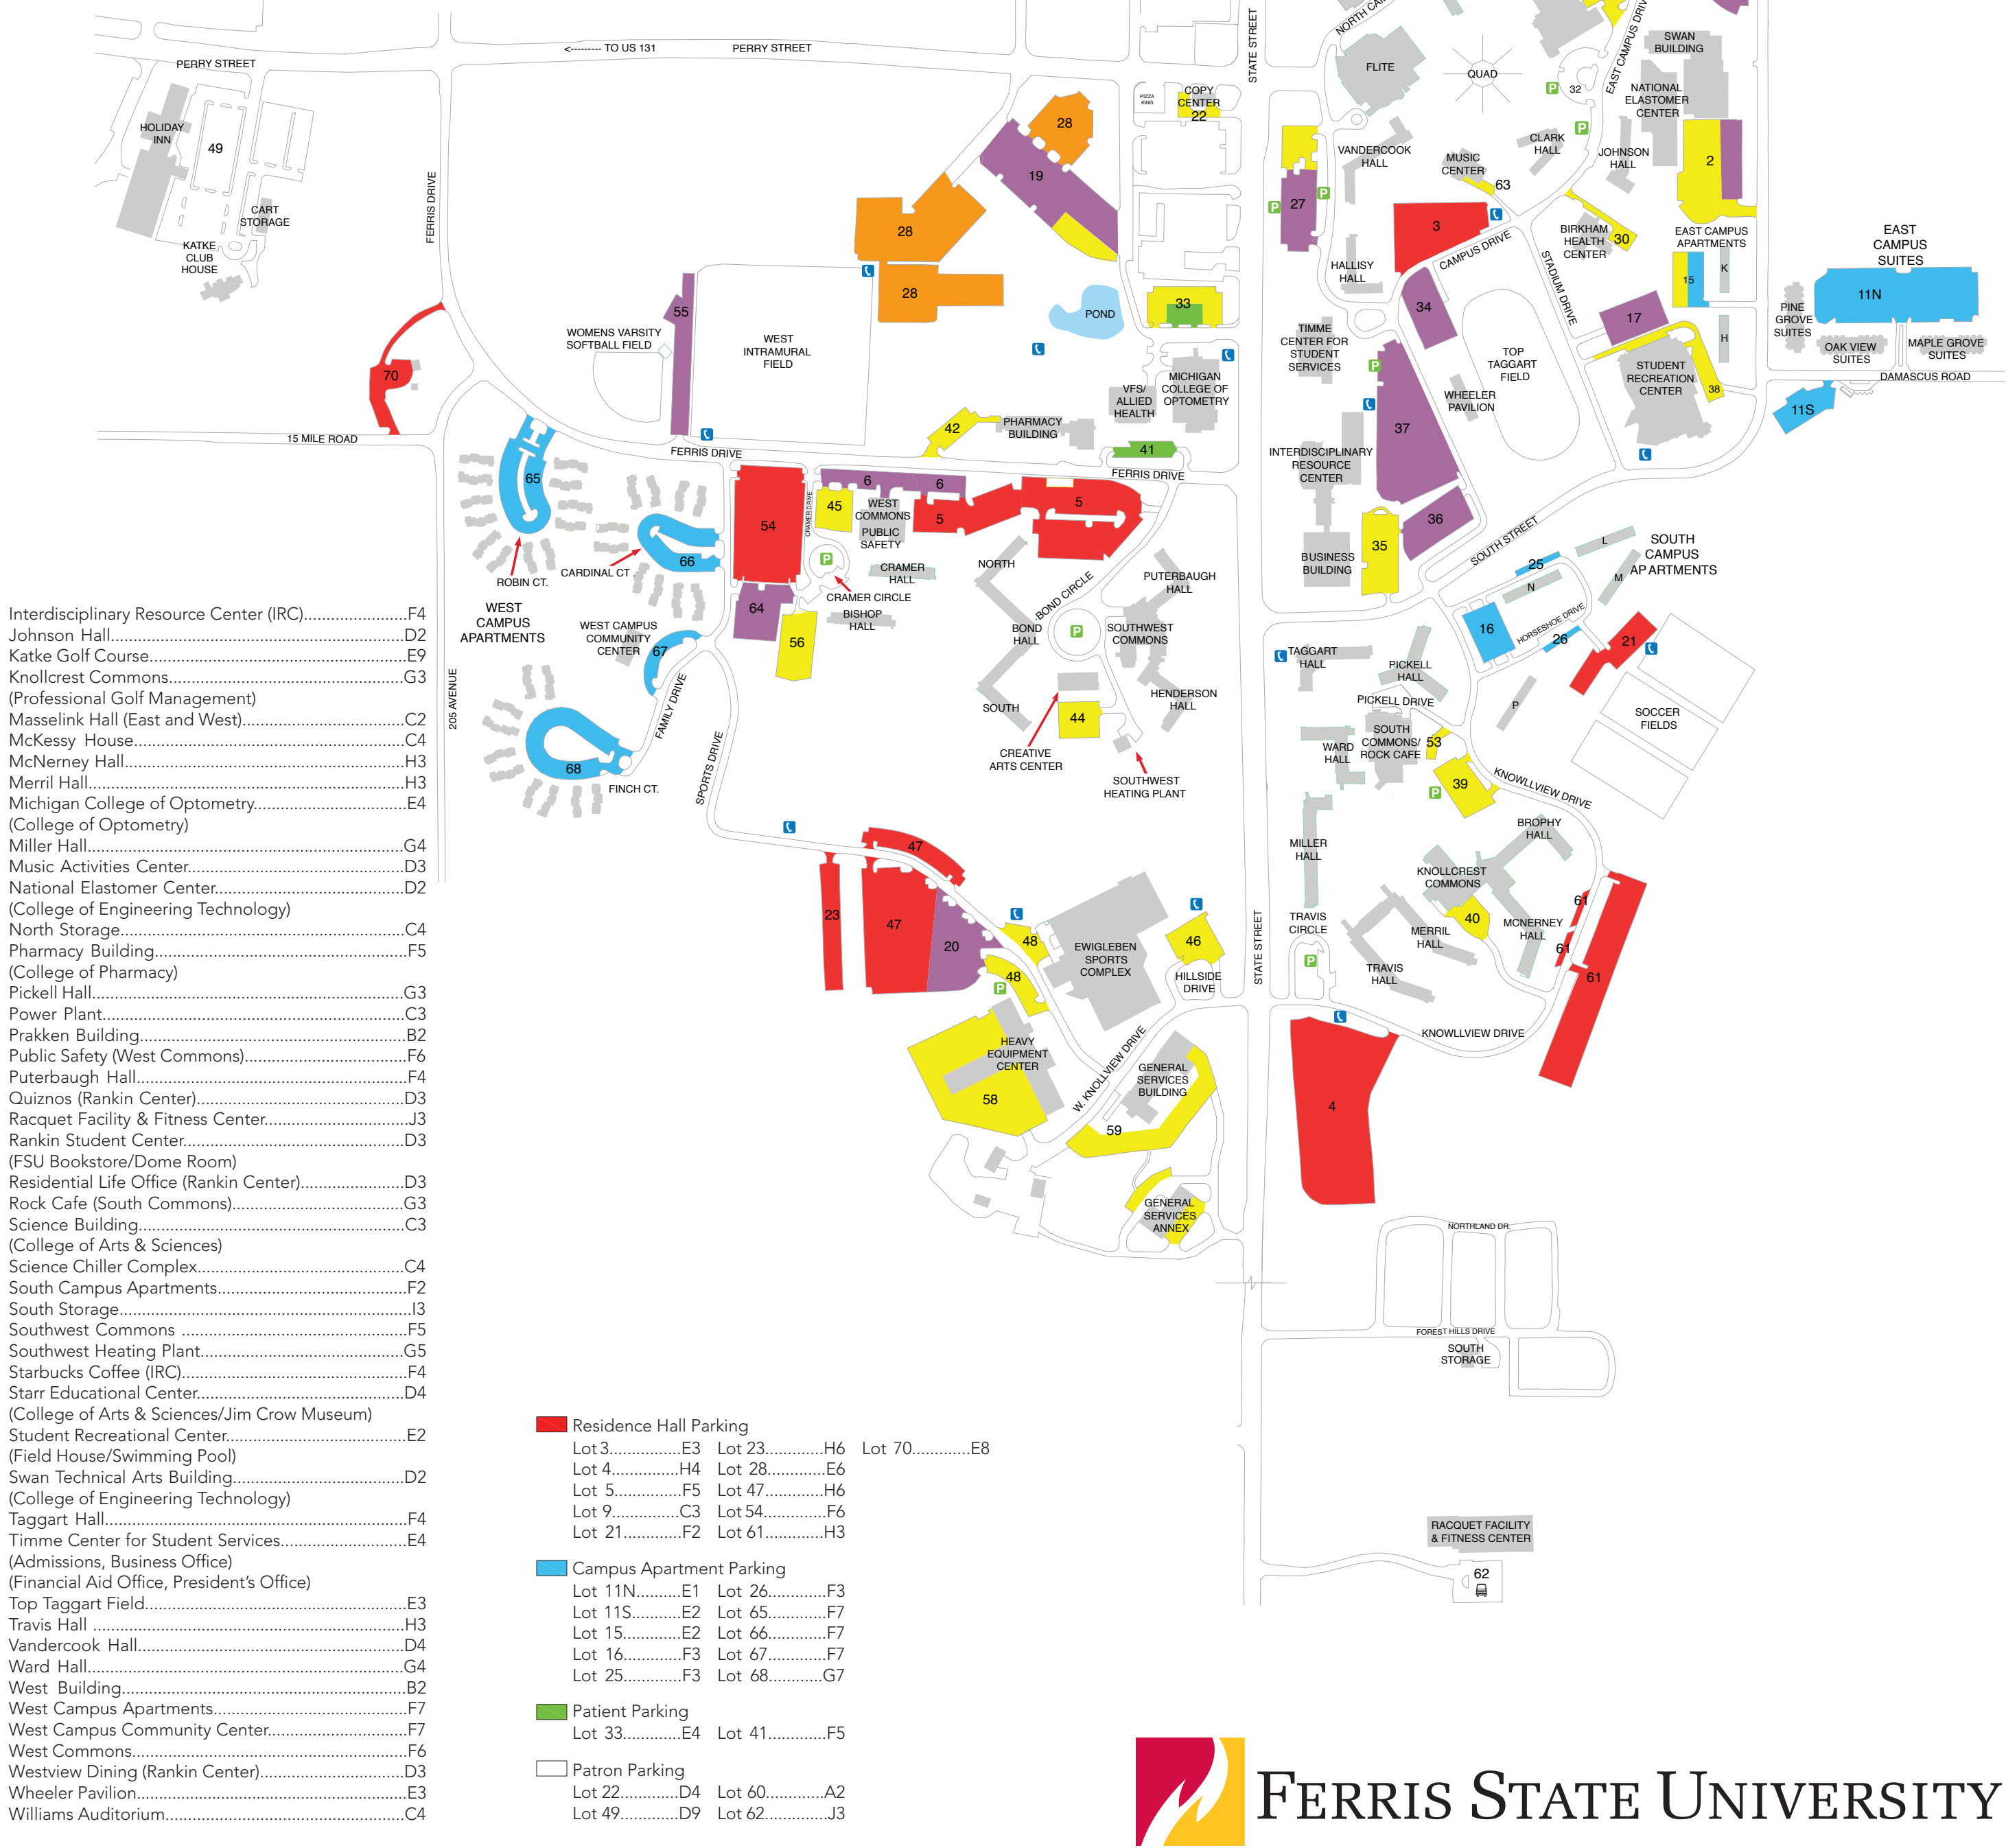 <--------- TO US 131
PERRY STREET
PERRY STREET
STATE STREET
EAST CAMPUS DRIV
FLITE
QUAD
32
SWAN
BUILDING
NATIONAL
ELASTOMER
CENTER
HOLIDAY
INN
49
CART
STORAGE
KATKE
CLUB
HOUSE
FERRIS DRIVE
28
19
28
28
PIZZA
KING
COPY
CENTER
22
VANDERCOOK
HALL
MUSIC
CENTER
63
CLARK
HALL
JOHNSON
HALL
2
27
3
CAMPUS DRIVE
BIRKHAM
HEALTH
CENTER
30
EAST CAMPUS
APARTMENTS
K
15
H
EAST
CAMPUS
SUITES
11N
PINE
GROVE
SUITES
OAK VIEW
SUITES
MAPLE GROVE
SUITES
DAMASCUS ROAD
11S
HALLISY
HALL
34
STADIUM DRIVE
17
STUDENT
RECREATION
CENTER
38
TOP
TAGGART
FIELD
WHEELER
PAVILION
TIMME
CENTER FOR
STUDENT
SERVICES
37
INTERDISCIPLINARY
RESOURCE
CENTER
36
35
BUSINESS
BUILDING
SOUTH STREET
33
POND
55
WOMENS VARSITY
SOFTBALL FIELD
WEST
INTRAMURAL
FIELD
VFS/
ALLIED
HEALTH
MICHIGAN
COLLEGE OF
OPTOMETRY
PHARMACY
BUILDING
42
41
70
15 MILE ROAD
FERRIS DRIVE
FERRIS DRIVE
65
66
ROBIN CT.
CARDINAL CT.
54
CRAMER DRIVE
6
6
45
WEST
COMMONS
PUBLIC
SAFETY
5
5
CRAMER
HALL
CRAMER CIRCLE
BISHOP
HALL
64
56
NORTH
BOND
HALL
SOUTH
BOND CIRCLE
PUTERBAUGH
HALL
SOUTHWEST
COMMONS
HENDERSON
HALL
44
CREATIVE
ARTS CENTER
SOUTHWEST
HEATING PLANT
WEST
CAMPUS
APARTMENTS
WEST CAMPUS
COMMUNITY
CENTER
67
FAMILY DRIVE
68
FINCH CT.
205 AVENUE
SPORTS DRIVE
SOUTH
CAMPUS
APARTMENTS
L
M
N
P
25
16
HORSESHOE DRIVE
26
21
SOCCER
FIELDS
TAGGART
HALL
PICKELL
HALL
PICKELL DRIVE
WARD
HALL
SOUTH
COMMONS/
ROCK CAFE
53
39
KNOWLLVIEW DRIVE
MILLER
HALL
BROPHY
HALL
KNOLLCREST
COMMONS
40
MCNERNEY
HALL
MERRIL
HALL
TRAVIS
HALL
TRAVIS
CIRCLE
61
61
61
KNOWLLVIEW DRIVE
STATE STREET
4
47
47
23
20
48
48
EWIGLEBEN
SPORTS
COMPLEX
46
HILLSIDE
DRIVE
HEAVY
EQUIPMENT
CENTER
58
W. KNOLLVIEW DRIVE
GENERAL
SERVICES
BUILDING
59
GENERAL
SERVICES
ANNEX
NORTHLAND DR.
FOREST HILLS DRIVE
SOUTH
STORAGE
RACQUET FACILITY
& FITNESS CENTER
62
Interdisciplinary Resource Center (IRC)....................F4
Johnson Hall....................D2
Katke Golf Course....................E9
Knollcrest Commons....................G3
(Professional Golf Management)
Masselink Hall (East and West)....................C2
McKessy House....................C4
McNerney Hall....................H3
Merril Hall....................H3
Michigan College of Optometry....................E4
(College of Optometry)
Miller Hall....................G4
Music Activities Center....................D3
National Elastomer Center....................D2
(College of Engineering Technology)
North Storage....................C4
Pharmacy Building....................F5
(College of Pharmacy)
Pickell Hall....................G3
Power Plant....................C3
Prakken Building....................B2
Public Safety (West Commons)....................F6
Puterbaugh Hall....................F4
Quiznos (Rankin Center)....................D3
Racquet Facility & Fitness Center....................J3
Rankin Student Center....................D3
(FSU Bookstore/Dome Room)
Residential Life Office (Rankin Center)....................D3
Rock Cafe (South Commons)....................G3
Science Building....................C3
(College of Arts & Sciences)
Science Chiller Complex....................C4
South Campus Apartments....................F2
South Storage....................I3
Southwest Commons ....................F5
Southwest Heating Plant....................G5
Starbucks Coffee (IRC)....................F4
Starr Educational Center....................D4
(College of Arts & Sciences/Jim Crow Museum)
Student Recreational Center....................E2
(Field House/Swimming Pool)
Swan Technical Arts Building....................D2
(College of Engineering Technology)
Taggart Hall....................F4
Timme Center for Student Services....................E4
(Admissions, Business Office)
(Financial Aid Office, President's Office)
Top Taggart Field....................E3
Travis Hall ....................H3
Vandercook Hall....................D4
Ward Hall....................G4
West Building....................B2
West Campus Apartments....................F7
West Campus Community Center....................F7
West Commons....................F6
Westview Dining (Rankin Center)....................D3
Wheeler Pavilion....................E3
Williams Auditorium....................C4
Residence Hall Parking
Lot 3...............E3 Lot 23............H6 Lot 70............E8
Lot 4..............H4 Lot 28............E6
Lot 5..............F5 Lot 47............H6
Lot 9..............C3 Lot 54.............F6
Lot 21............F2 Lot 61............H3
Campus Apartment Parking
Lot 11N..........E1 Lot 26............F3
Lot 11S...........E2 Lot 65............F7
Lot 15............E2 Lot 66............F7
Lot 16............F3 Lot 67............F7
Lot 25............F3 Lot 68............G7
Patient Parking
Lot 33............E4 Lot 41............F5
Patron Parking
Lot 22............D4 Lot 60............A2
Lot 49............D9 Lot 62............J3
FERRIS STATE UNIVERSITY